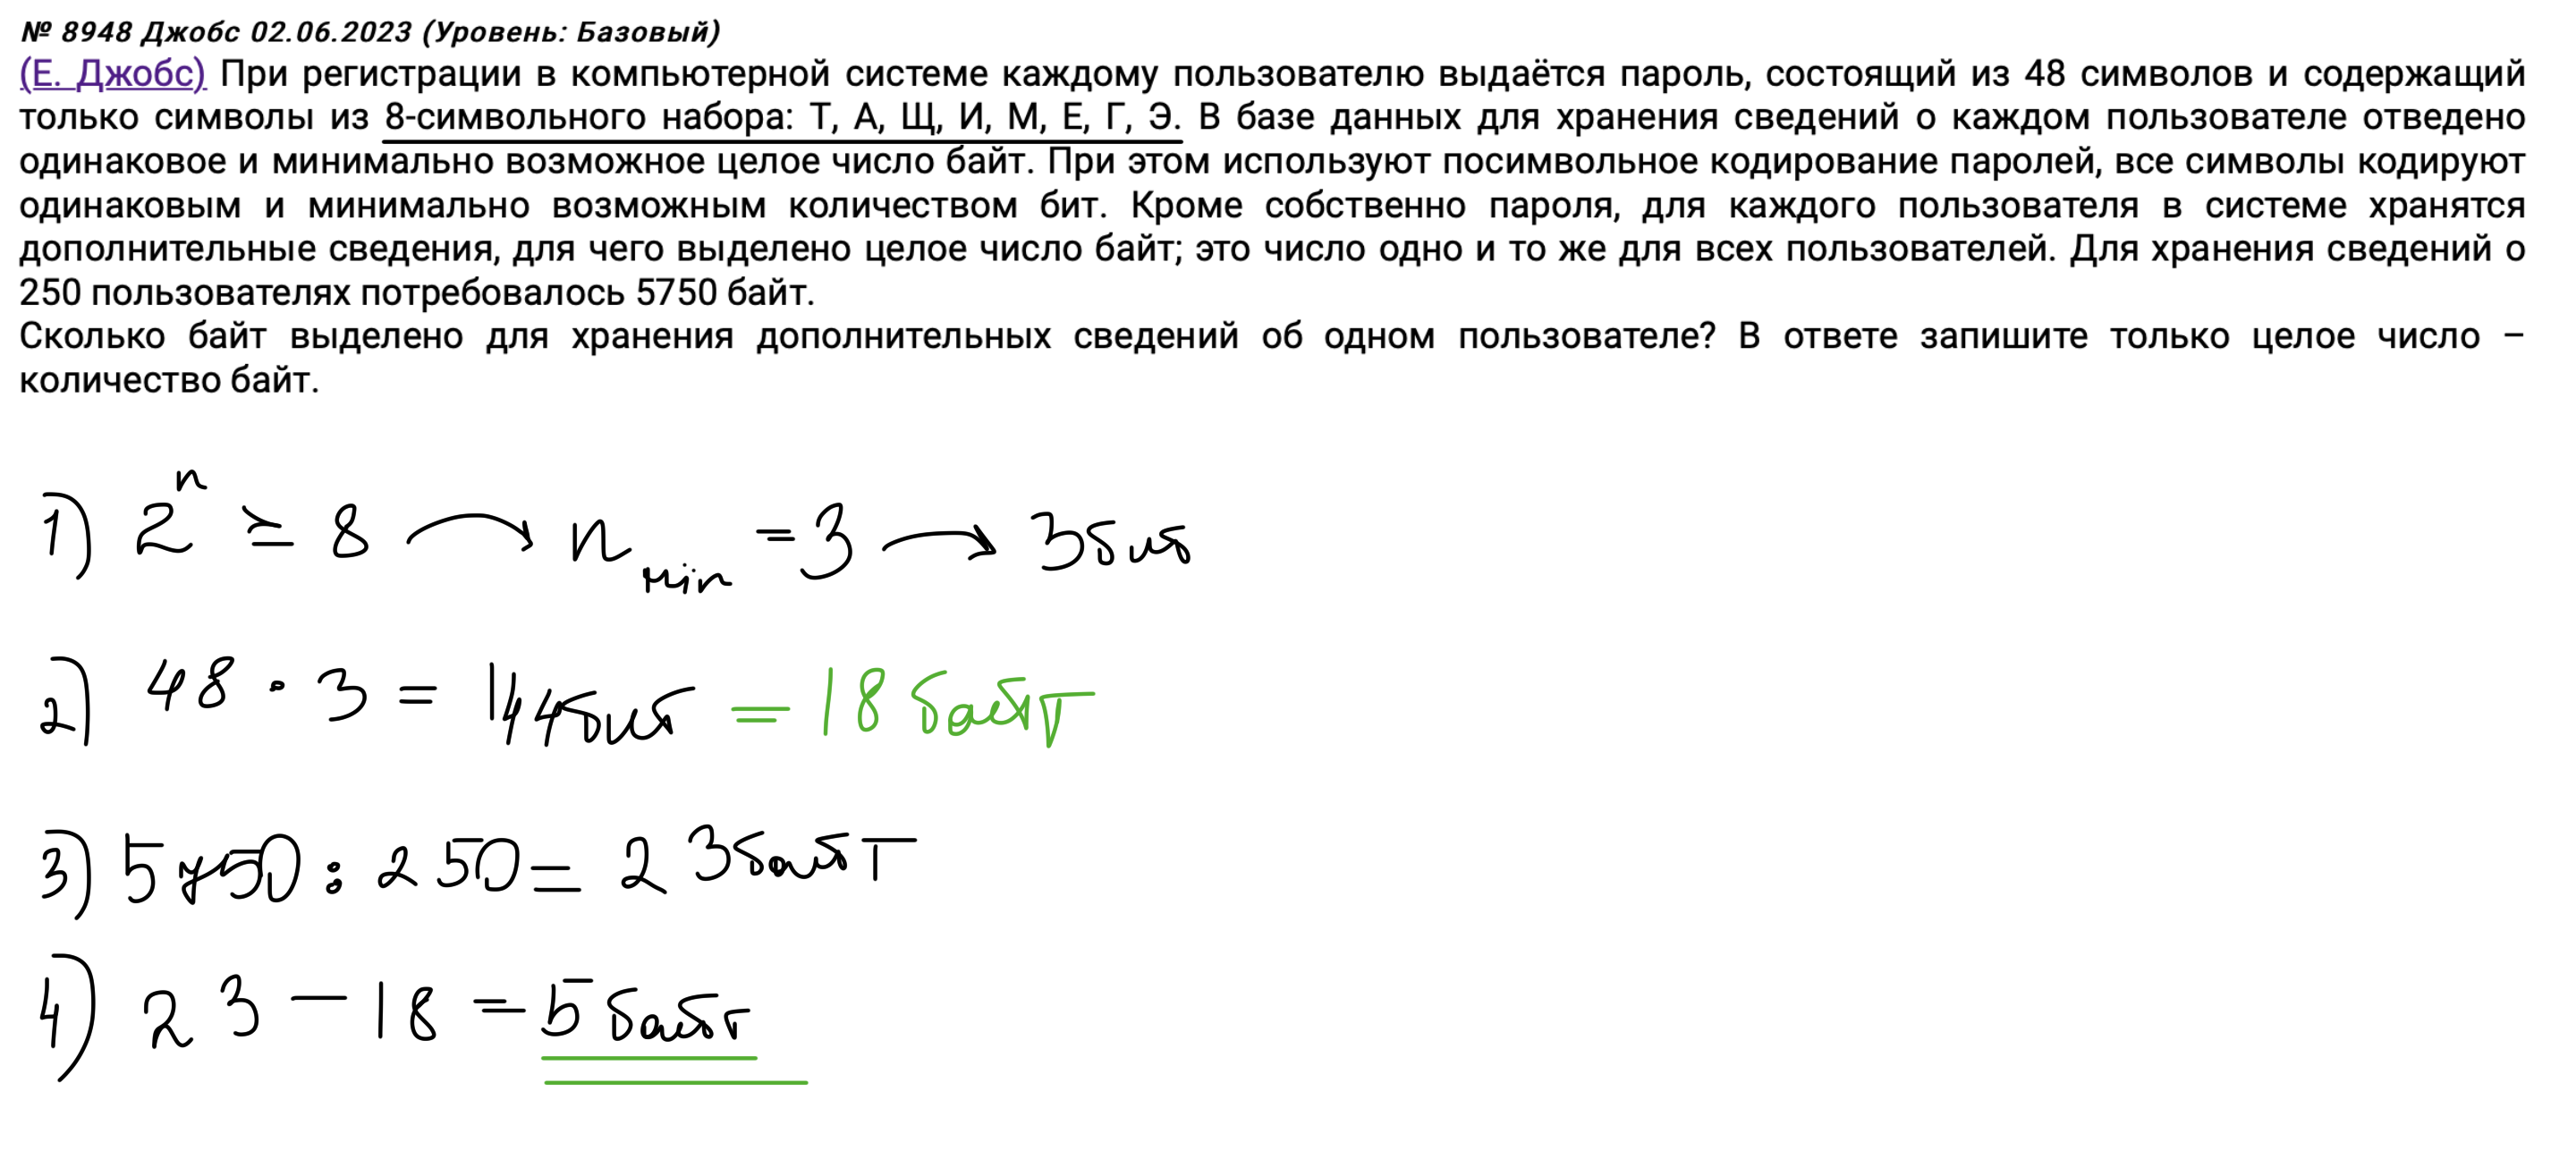 № 8948 Джобс 02.06.2023 (Уровень: Базовый)
(Е. Джобс) При регистрации в компьютерной системе каждому пользователю выдаётся пароль, состоящий из 48 символов и содержащий
только символы из 8-символьного набора: Т, А, Щ, И, М, Е, Г, Э. В базе данных для хранения сведений о каждом пользователе отведено
одинаковое и минимально возможное целое число байт. При этом используют посимвольное кодирование паролей, все символы кодируют
одинаковым и минимально возможным количеством бит. Кроме собственно пароля, для каждого пользователя в системе хранятся
дополнительные сведения, для чего выделено целое число байт; это число одно и то же для всех пользователей. Для хранения сведений о
250 пользователях потребовалось 5750 байт.
Сколько байт выделено для хранения дополнительных сведений об одном пользователе? В ответе запишите только целое число –
количество байт.
1) 2^n ≥ 8 → n min = 3 → 3 бит
2) 48 · 3 = 144 бит = 18 байт
3) 5750 : 250 = 23 байт
4) 23 – 18 = 5 байт